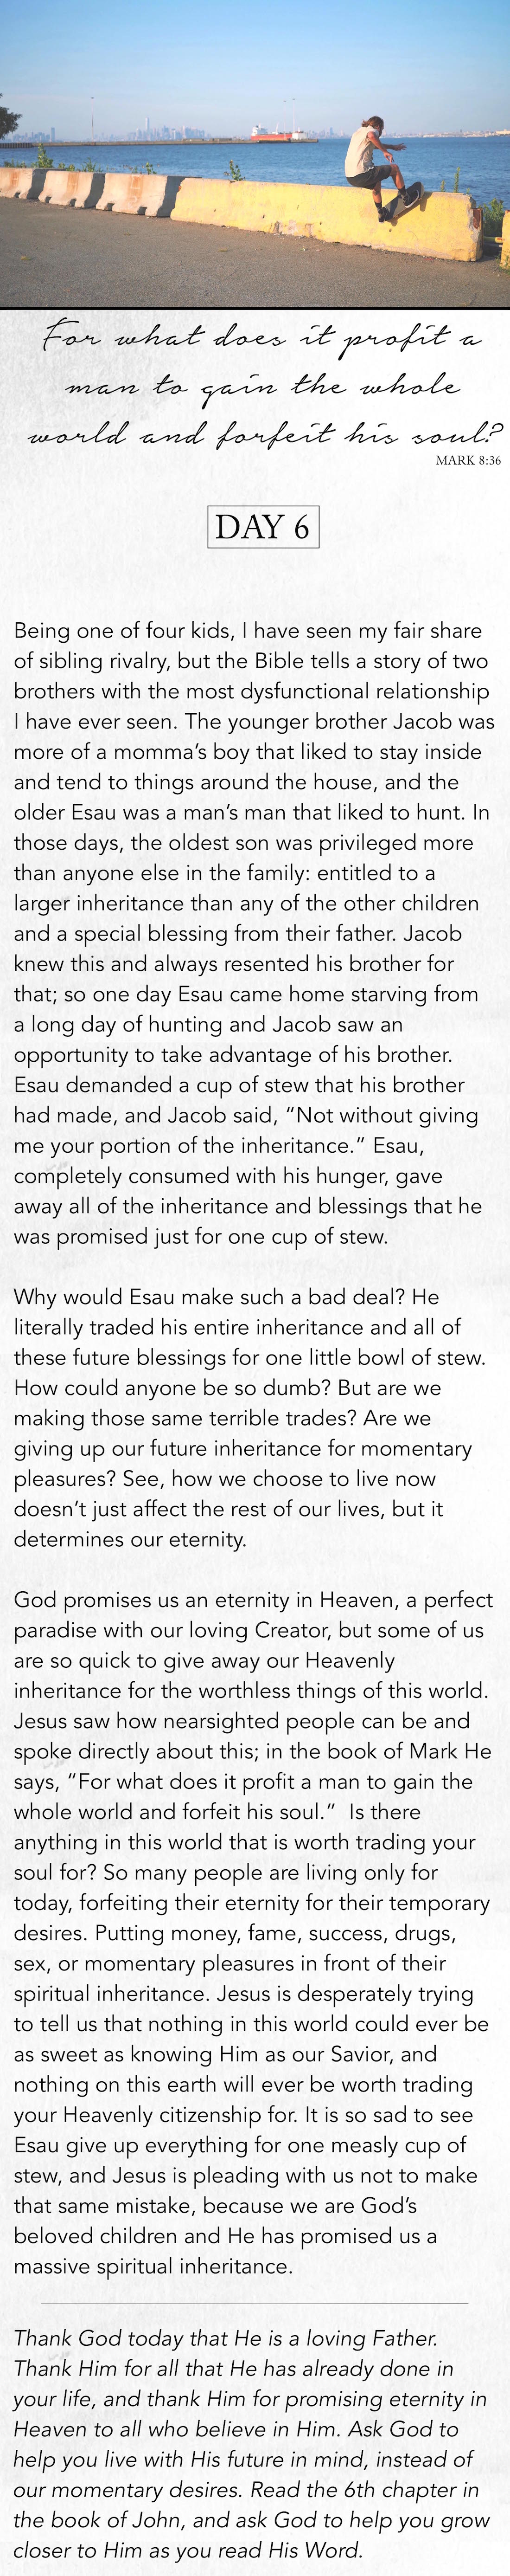 For what does it profit a
man to gain the whole
world and forfeit his soul?
MARK 8:36
DAY 6
Being one of four kids, I have seen my fair share
of sibling rivalry, but the Bible tells a story of two
brothers with the most dysfunctional relationship
I have ever seen. The younger brother Jacob was
more of a momma’s boy that liked to stay inside
and tend to things around the house, and the
older Esau was a man’s man that liked to hunt. In
those days, the oldest son was privileged more
than anyone else in the family: entitled to a
larger inheritance than any of the other children
and a special blessing from their father. Jacob
knew this and always resented his brother for
that; so one day Esau came home starving from
a long day of hunting and Jacob saw an
opportunity to take advantage of his brother.
Esau demanded a cup of stew that his brother
had made, and Jacob said, “Not without giving
me your portion of the inheritance.” Esau,
completely consumed with his hunger, gave
away all of the inheritance and blessings that he
was promised just for one cup of stew.
Why would Esau make such a bad deal? He
literally traded his entire inheritance and all of
these future blessings for one little bowl of stew.
How could anyone be so dumb? But are we
making those same terrible trades? Are we
giving up our future inheritance for momentary
pleasures? See, how we choose to live now
doesn’t just affect the rest of our lives, but it
determines our eternity.
God promises us an eternity in Heaven, a perfect
paradise with our loving Creator, but some of us
are so quick to give away our Heavenly
inheritance for the worthless things of this world.
Jesus saw how nearsighted people can be and
spoke directly about this; in the book of Mark He
says, “For what does it profit a man to gain the
whole world and forfeit his soul.”  Is there
anything in this world that is worth trading your
soul for? So many people are living only for
today, forfeiting their eternity for their temporary
desires. Putting money, fame, success, drugs,
sex, or momentary pleasures in front of their
spiritual inheritance. Jesus is desperately trying
to tell us that nothing in this world could ever be
as sweet as knowing Him as our Savior, and
nothing on this earth will ever be worth trading
your Heavenly citizenship for. It is so sad to see
Esau give up everything for one measly cup of
stew, and Jesus is pleading with us not to make
that same mistake, because we are God’s
beloved children and He has promised us a
massive spiritual inheritance.
Thank God today that He is a loving Father.
Thank Him for all that He has already done in
your life, and thank Him for promising eternity in
Heaven to all who believe in Him. Ask God to
help you live with His future in mind, instead of
our momentary desires. Read the 6th chapter in
the book of John, and ask God to help you grow
closer to Him as you read His Word.